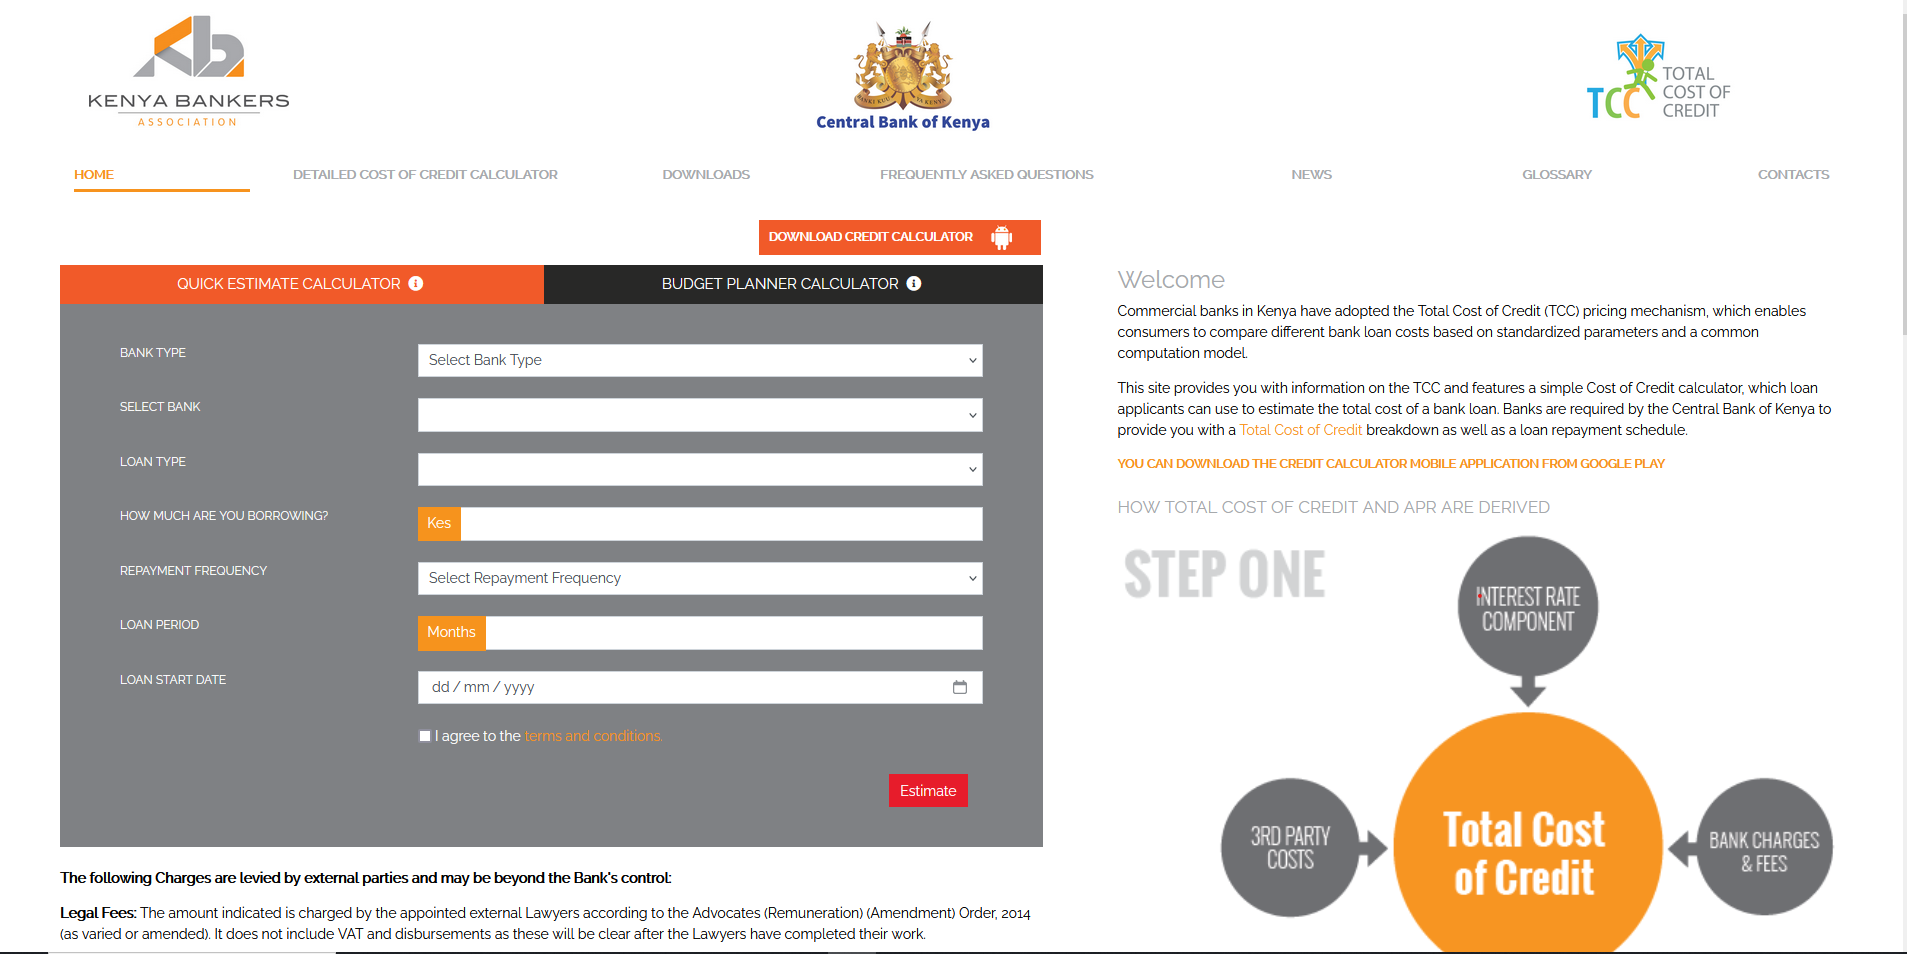 KENYA BANKERS
ASSOCIATION
BANKI KUU YA KENYA
Central Bank of Kenya
TCC
TOTAL
COST OF
CREDIT
HOME
DETAILED COST OF CREDIT CALCULATOR
DOWNLOADS
FREQUENTLY ASKED QUESTIONS
NEWS
GLOSSARY
CONTACTS
DOWNLOAD CREDIT CALCULATOR
QUICK ESTIMATE CALCULATOR
BUDGET PLANNER CALCULATOR
BANK TYPE
Select Bank Type
SELECT BANK
LOAN TYPE
HOW MUCH ARE YOU BORROWING?
Kes
REPAYMENT FREQUENCY
Select Repayment Frequency
LOAN PERIOD
Months
LOAN START DATE
dd / mm / yyyy
I agree to the terms and conditions.
Estimate
The following Charges are levied by external parties and may be beyond the Bank's control:
Legal Fees: The amount indicated is charged by the appointed external Lawyers according to the Advocates (Remuneration) (Amendment) Order, 2014
(as varied or amended). It does not include VAT and disbursements as these will be clear after the Lawyers have completed their work.
Welcome
Commercial banks in Kenya have adopted the Total Cost of Credit (TCC) pricing mechanism, which enables
consumers to compare different bank loan costs based on standardized parameters and a common
computation model.
This site provides you with information on the TCC and features a simple Cost of Credit calculator, which loan
applicants can use to estimate the total cost of a bank loan. Banks are required by the Central Bank of Kenya to
provide you with a Total Cost of Credit breakdown as well as a loan repayment schedule.
YOU CAN DOWNLOAD THE CREDIT CALCULATOR MOBILE APPLICATION FROM GOOGLE PLAY
HOW TOTAL COST OF CREDIT AND APR ARE DERIVED
STEP ONE
INTEREST RATE
COMPONENT
3RD PARTY
COSTS
Total Cost
of Credit
BANK CHARGES
& FEES